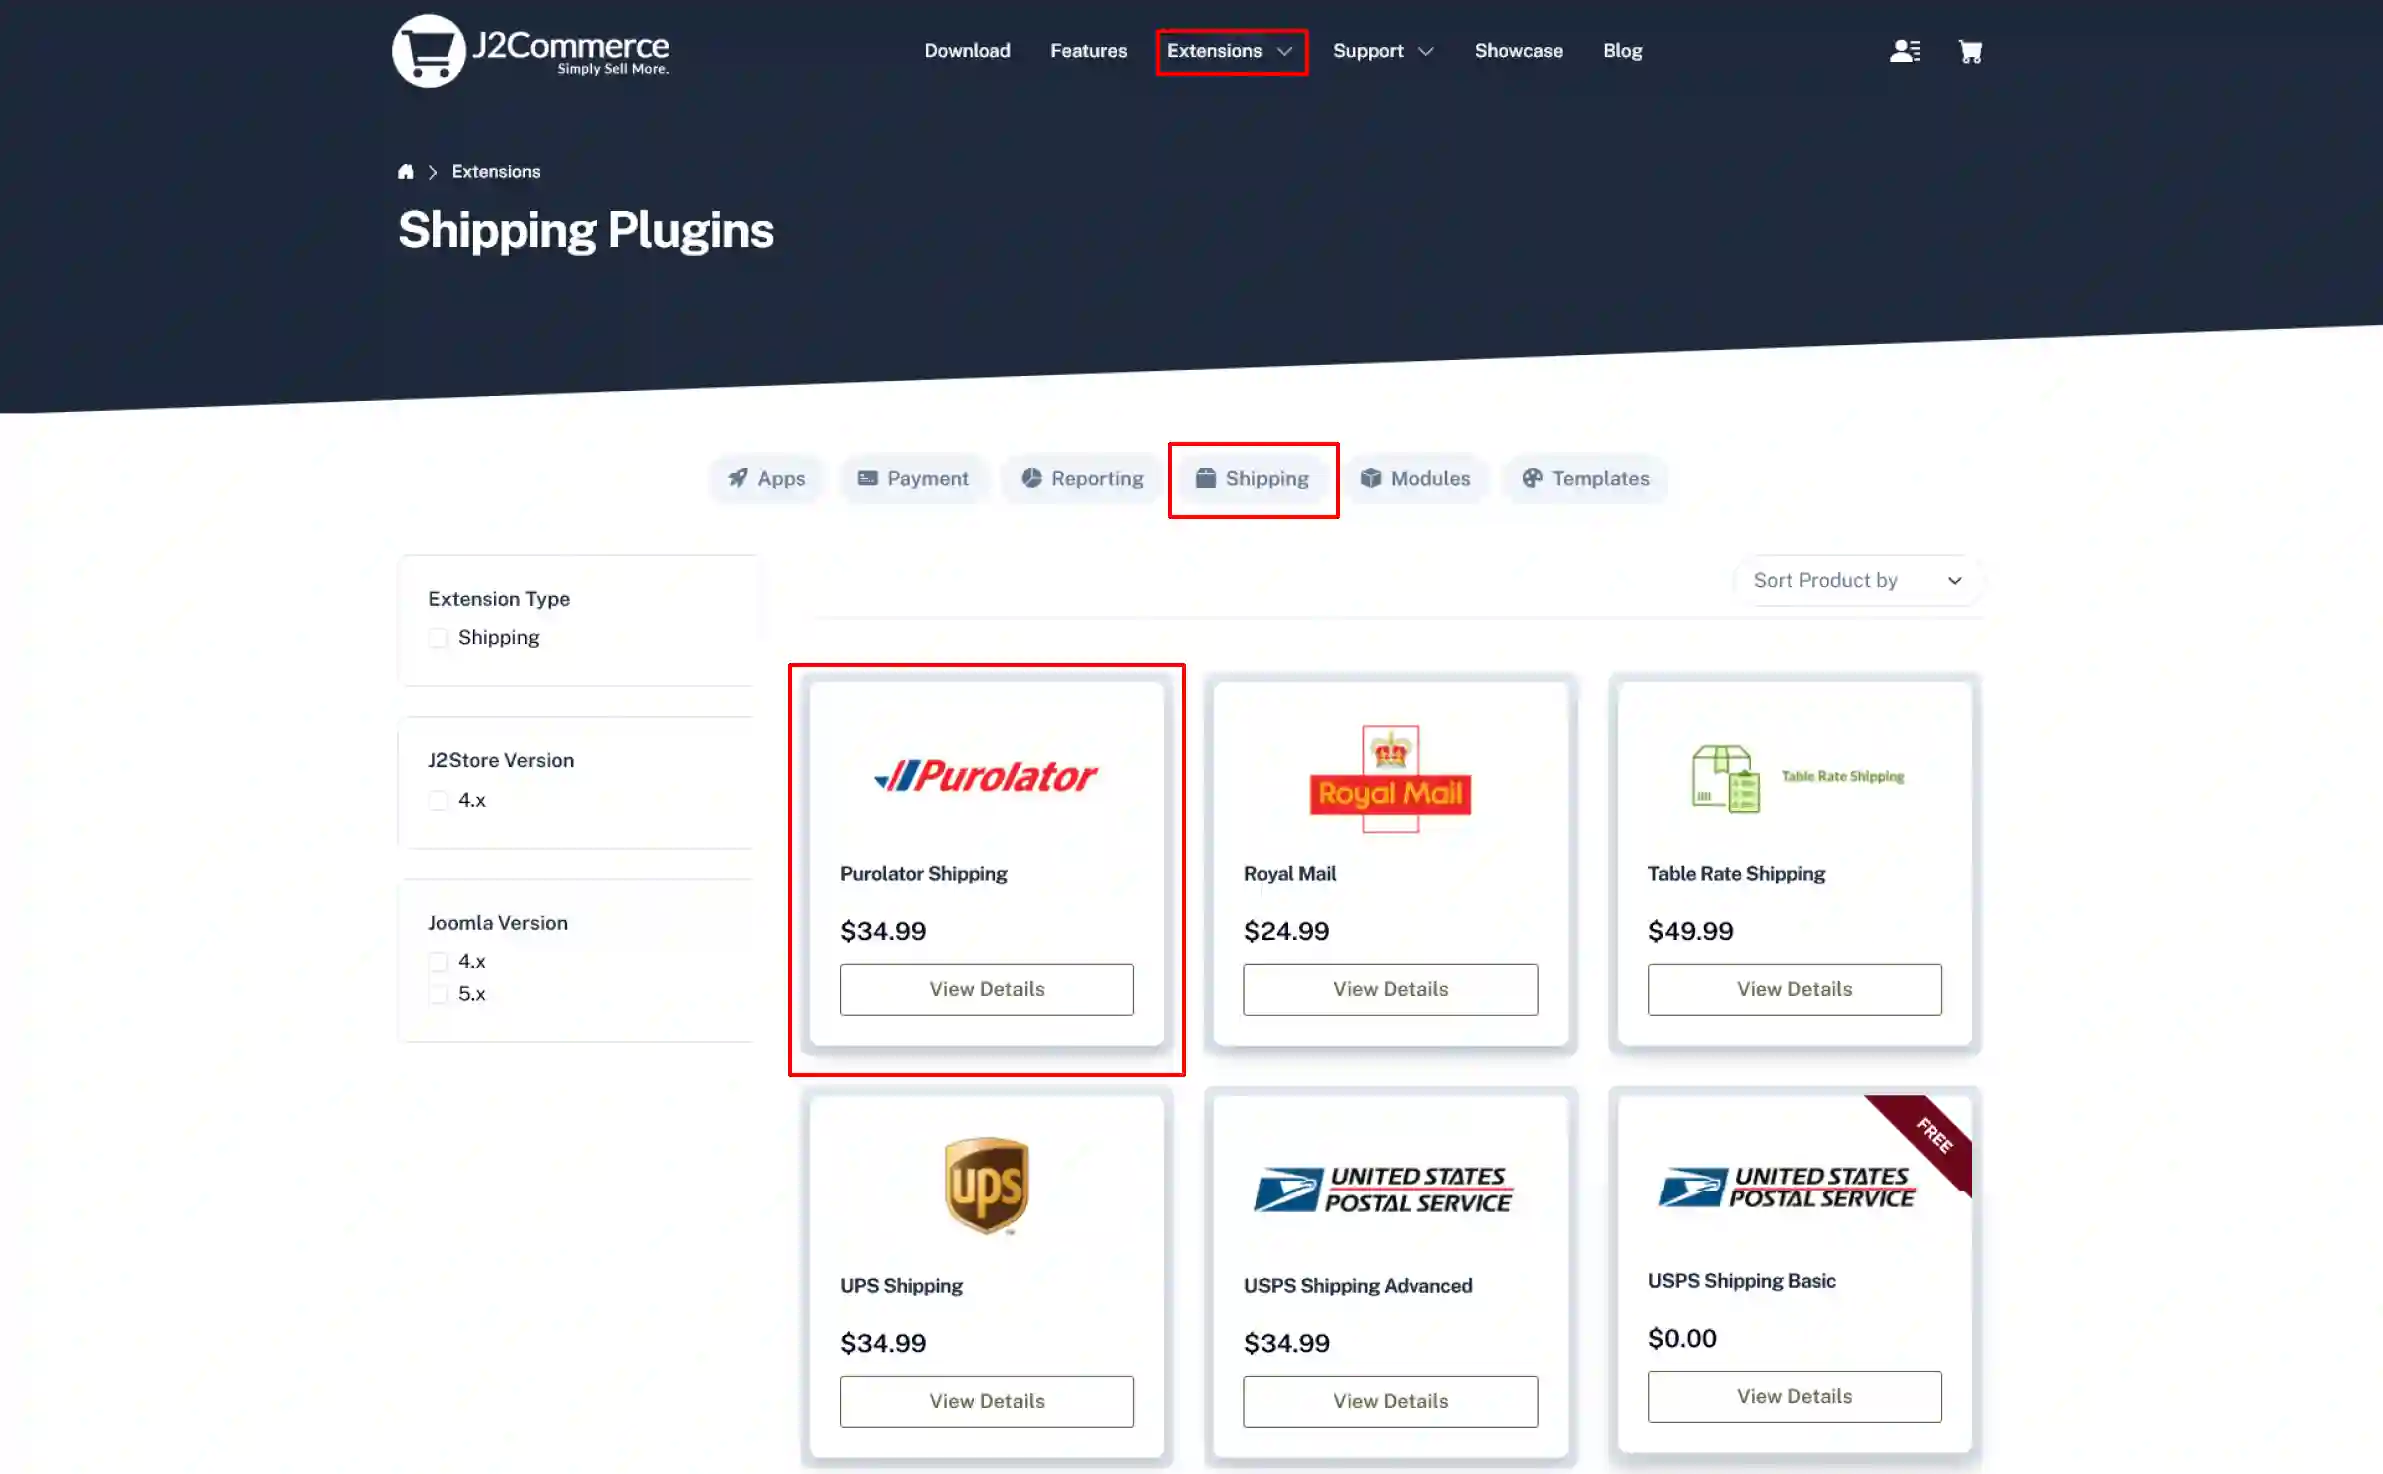 J2Commerce
Simply Sell More.
Download
Features
Extensions
Support
Showcase
Blog
Extensions
Shipping Plugins
Apps
Payment
Reporting
Shipping
Modules
Templates
Sort Product by
Extension Type
Shipping
J2Store Version
4.x
Joomla Version
4.x
5.x
Purolator
Purolator Shipping
$34.99
View Details
Royal Mail
Royal Mail
$24.99
View Details
Table Rate Shipping
Table Rate Shipping
$49.99
View Details
ups
UPS Shipping
$34.99
View Details
UNITED STATES
POSTAL SERVICE
USPS Shipping Advanced
$34.99
View Details
FREE
UNITED STATES
POSTAL SERVICE
USPS Shipping Basic
$0.00
View Details